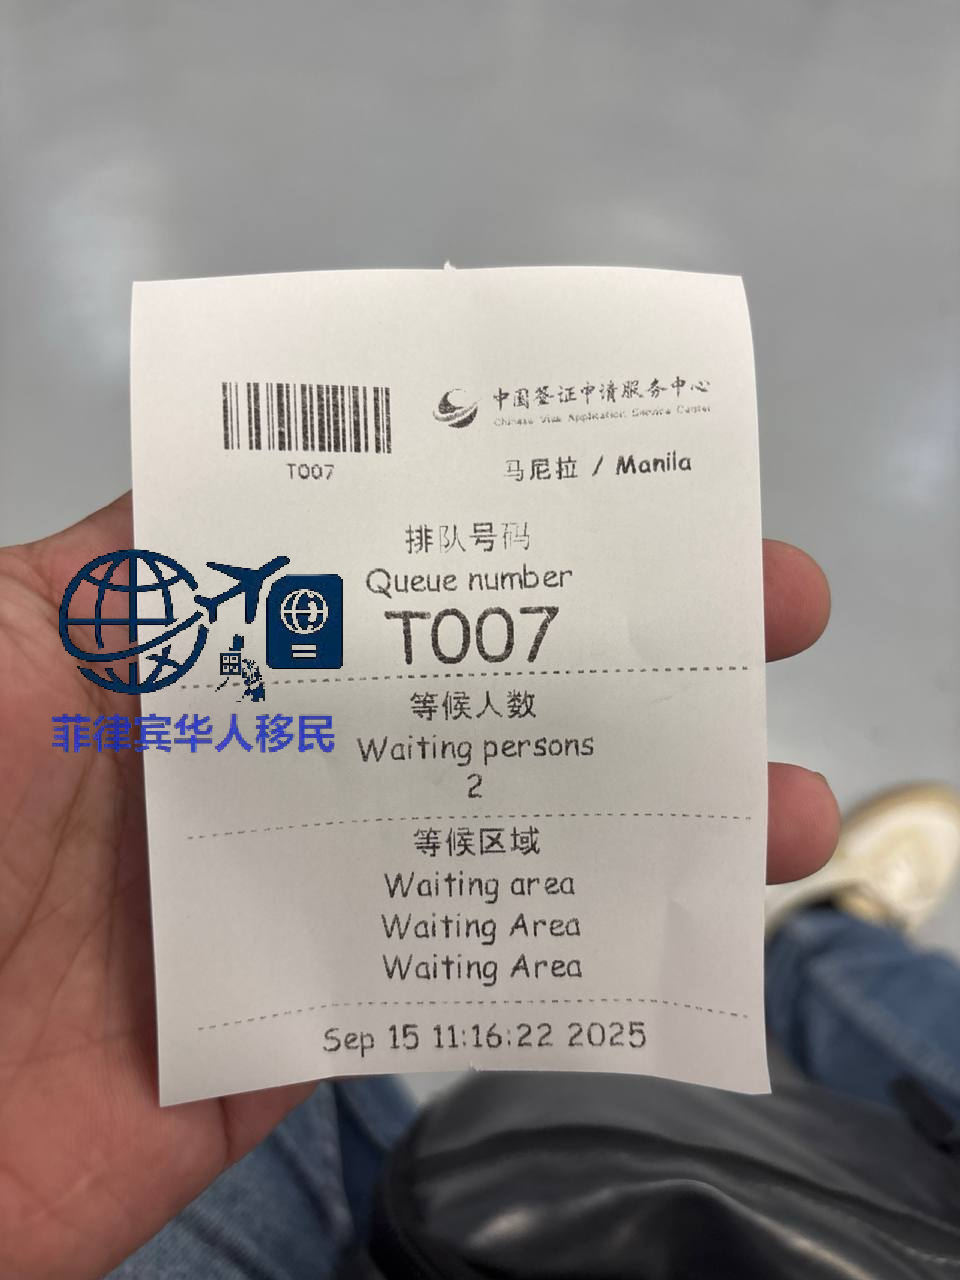 中国签证申请服务中心
Chinese Visa Application Service Center
T007
马尼拉 / Manila
排队号码
Queue number
T007
等候人数
Waiting persons
2
等候区域
Waiting area
Waiting Area
Waiting Area
Sep 15 11:16:22 2025
菲律宾华人移民